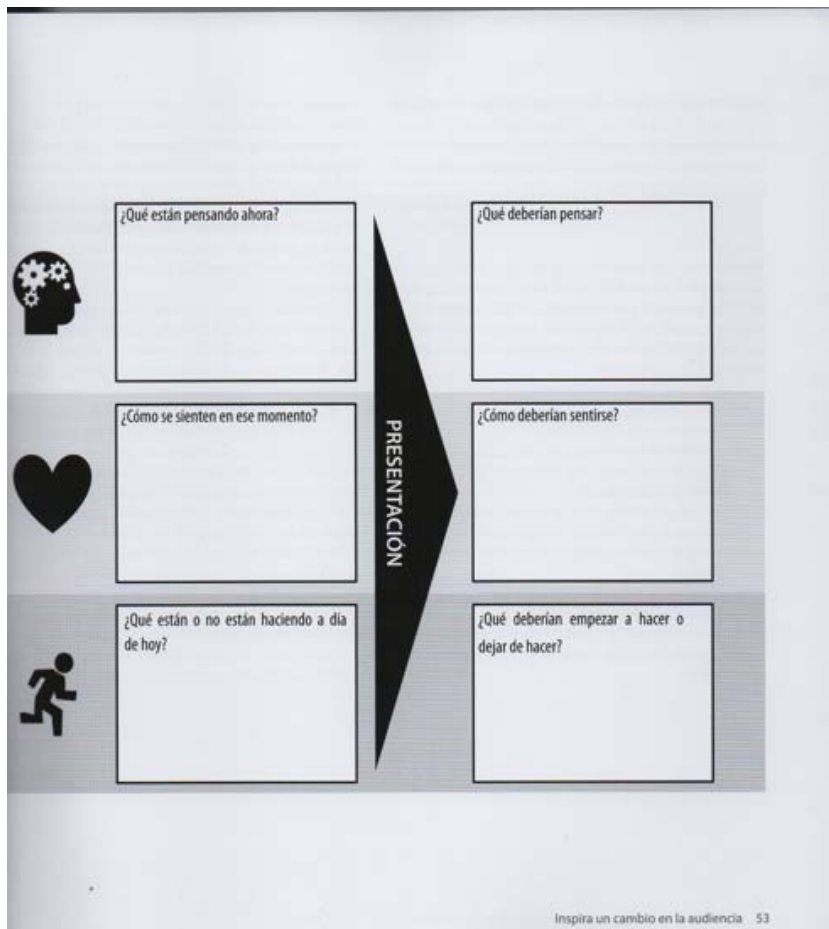 ¿Qué están pensando ahora?
¿Qué deberían pensar?
¿Cómo se sienten en ese momento?
PRESENTACIÓN
¿Cómo deberían sentirse?
¿Qué están o no están haciendo a día
de hoy?
¿Qué deberían empezar a hacer o
dejar de hacer?
Inspira un cambio en la audiencia 53